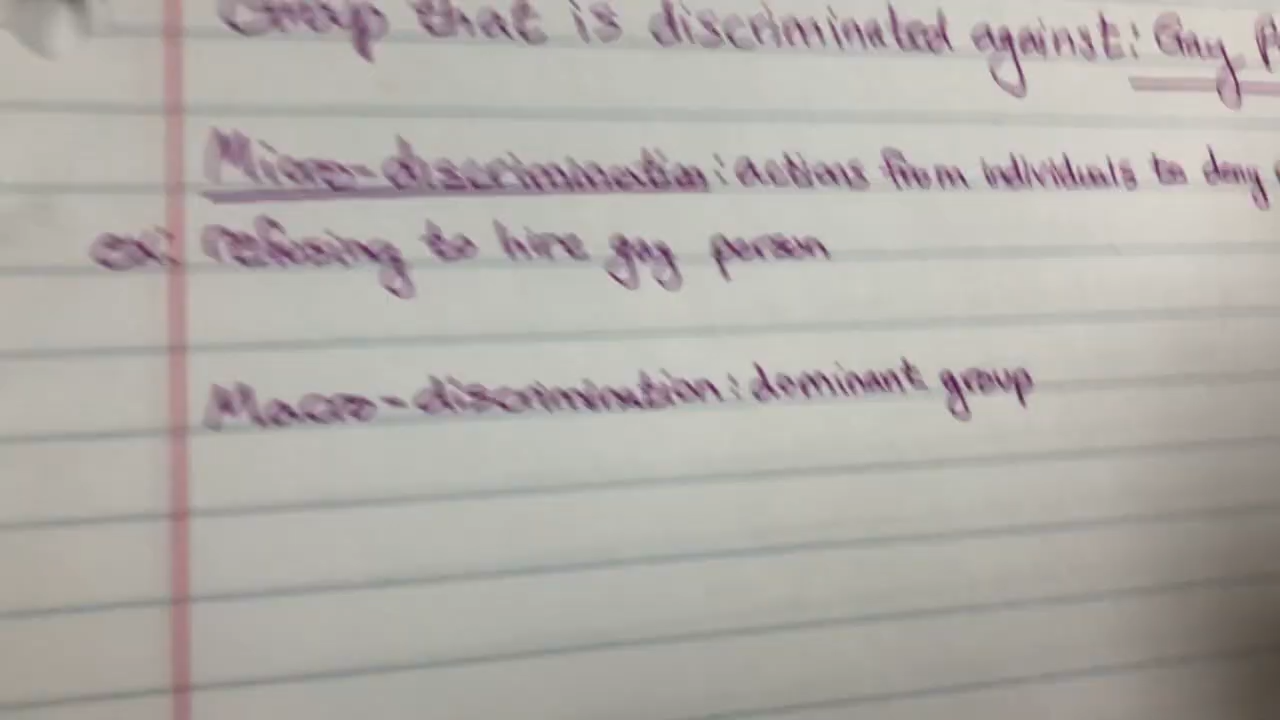 Group that is discriminated against: Gay
Micro-discrimination: actions from individuals to deny
ex: refusing to hire gay person
Macro-discrimination: dominant group